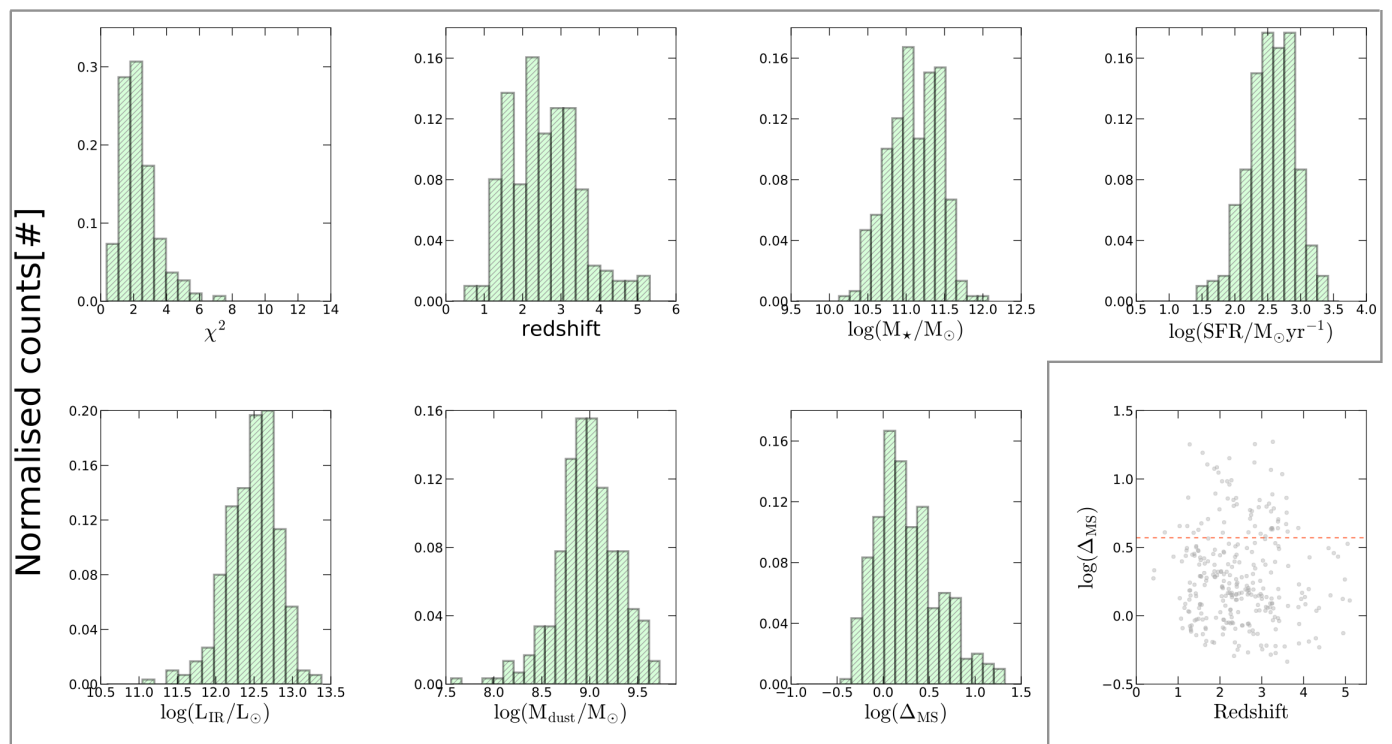 Normalised counts[#]
0.3
0.2
0.1
0.0
0 2 4 6 8 10 12 14
χ²
0.16
0.12
0.08
0.04
0.00
0 1 2 3 4 5 6
redshift
0.16
0.12
0.08
0.04
0.00
9.5 10.0 10.5 11.0 11.5 12.0 12.5
log(M★/M⊙)
0.16
0.12
0.08
0.04
0.00
0.5 1.0 1.5 2.0 2.5 3.0 3.5 4.0
log(SFR/M⊙yr⁻¹)
0.20
0.16
0.12
0.08
0.04
0.00
10.5 11.0 11.5 12.0 12.5 13.0 13.5
log(L_IR/L⊙)
0.16
0.12
0.08
0.04
0.00
7.5 8.0 8.5 9.0 9.5
log(M_dust/M⊙)
0.16
0.12
0.08
0.04
0.00
−1.0 −0.5 0.0 0.5 1.0 1.5
log(Δ_MS)
log(Δ_MS)
1.5
1.0
0.5
0.0
−0.5
0 1 2 3 4 5
Redshift